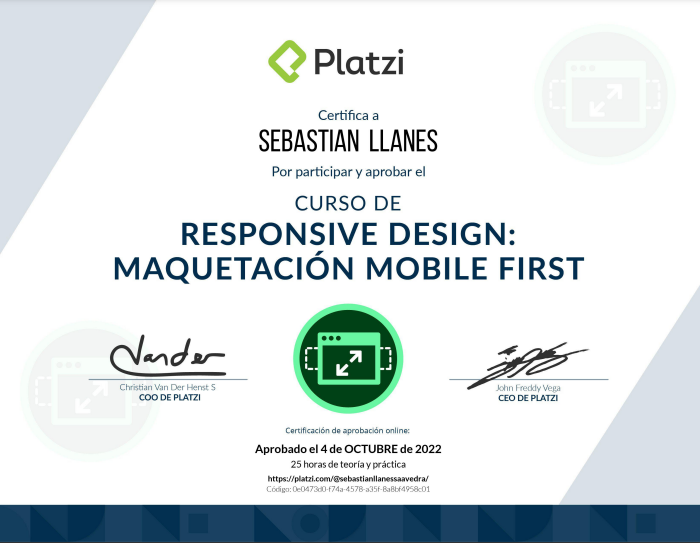 Platzi
Certifica a
SEBASTIAN LLANES
Por participar y aprobar el
CURSO DE
RESPONSIVE DESIGN:
MAQUETACIÓN MOBILE FIRST
Christian Van Der Henst S
COO DE PLATZI
John Freddy Vega
CEO DE PLATZI
Certificación de aprobación online:
Aprobado el 4 de OCTUBRE de 2022
25 horas de teoría y práctica
https://platzi.com/@sebastianllanessaavedra/
Código: 0e0473d0-f74a-4578-a35f-8a8bf4958c01